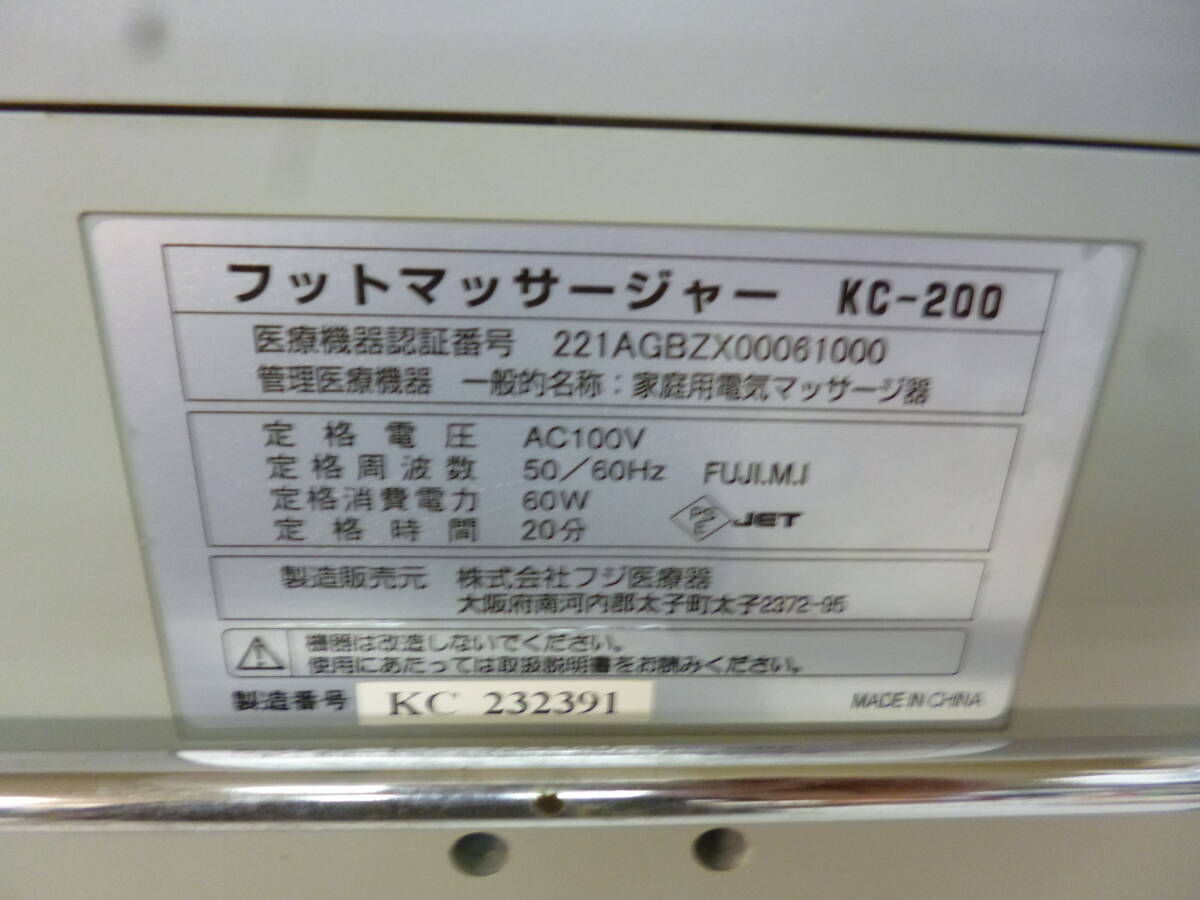 フットマッサージャー KC-200
医療機器認証番号 221AGBZX00061000
管理医療機器 一般的名称：家庭用電気マッサージ器
定格電圧 AC100V
定格周波数 50／60Hz FUJI.M.I
定格消費電力 60W
PSE JET
定格時間 20分
製造販売元 株式会社フジ医療器
大阪府南河内郡太子町太子2372-95
機器は改造しないでください。
使用にあたっては取扱説明書をお読みください。
製造番号 KC 232391 MADE IN CHINA